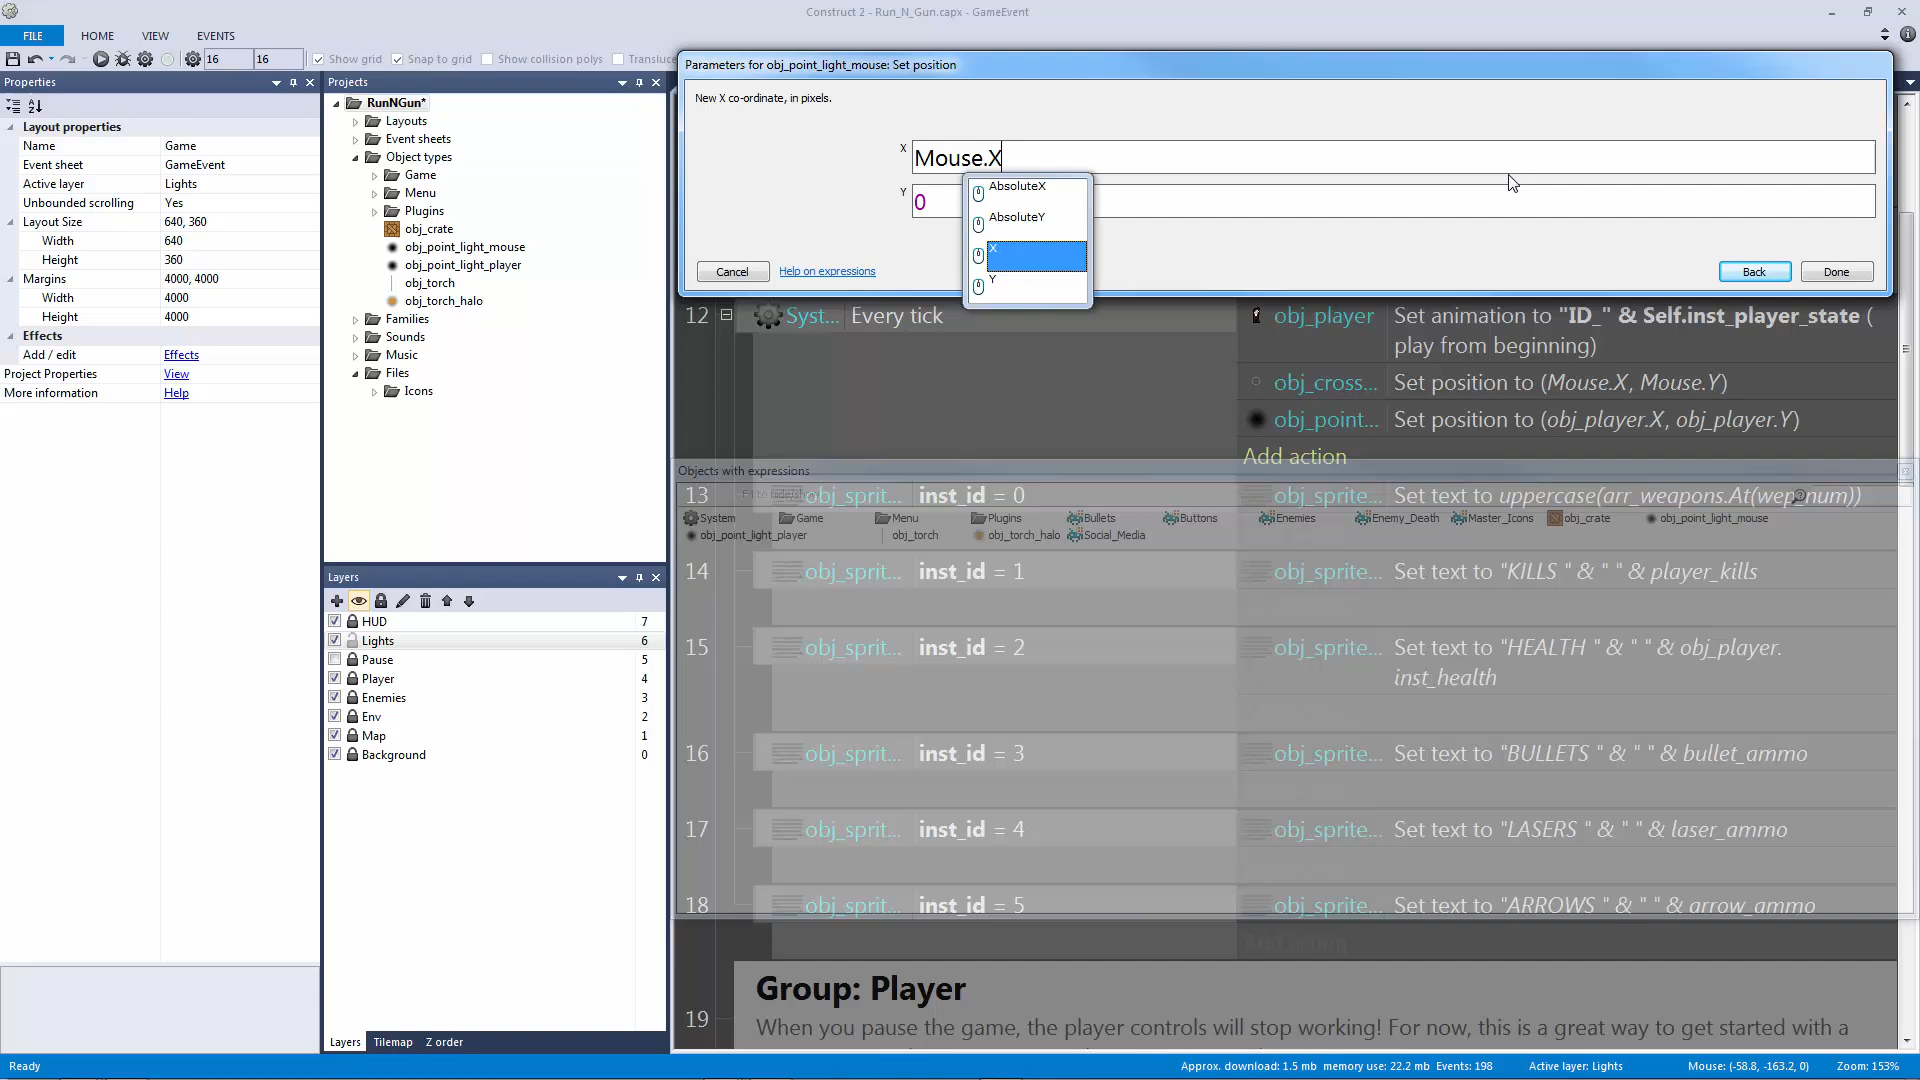 Construct 2 - Run_N_Gun.capx - GameEvent
FILE HOME VIEW EVENTS
16 16 Show grid Snap to grid Show collision polys Transluce
Properties
Layout properties
Name Game
Event sheet GameEvent
Active layer Lights
Unbounded scrolling Yes
Layout Size 640, 360
Width 640
Height 360
Margins 4000, 4000
Width 4000
Height 4000
Effects
Add / edit Effects
Project Properties View
More information Help
Projects
RunNGun*
Layouts
Event sheets
Object types
Game
Menu
Plugins
obj_crate
obj_point_light_mouse
obj_point_light_player
obj_torch
obj_torch_halo
Families
Sounds
Music
Files
Icons
Layers
HUD 7
Lights 6
Pause 5
Player 4
Enemies 3
Env 2
Map 1
Background 0
Layers Tilemap Z order
Parameters for obj_point_light_mouse: Set position
New X co-ordinate, in pixels.
X Mouse.X
Y 0
AbsoluteX
AbsoluteY
X
Y
Cancel Help on expressions Back Done
12 Syst... Every tick obj_player Set animation to "ID_" & Self.inst_player_state (
play from beginning)
obj_cross... Set position to (Mouse.X, Mouse.Y)
obj_point... Set position to (obj_player.X, obj_player.Y)
Add action
Objects with expressions
13 obj_sprit... inst_id = 0 obj_sprite... Set text to uppercase(arr_weapons.At(wep_num))
System Game Menu Plugins Bullets Buttons Enemies Enemy_Death Master_Icons obj_crate obj_point_light_mouse
obj_point_light_player obj_torch obj_torch_halo Social_Media
14 obj_sprit... inst_id = 1 obj_sprite... Set text to "KILLS " & " " & player_kills
15 obj_sprit... inst_id = 2 obj_sprite... Set text to "HEALTH " & " " & obj_player.
inst_health
16 obj_sprit... inst_id = 3 obj_sprite... Set text to "BULLETS " & " " & bullet_ammo
17 obj_sprit... inst_id = 4 obj_sprite... Set text to "LASERS " & " " & laser_ammo
18 obj_sprit... inst_id = 5 obj_sprite... Set text to "ARROWS " & " " & arrow_ammo
Group: Player
19 When you pause the game, the player controls will stop working! For now, this is a great way to get started with a
Ready Approx. download: 1.5 mb memory use: 22.2 mb Events: 198 Active layer: Lights Mouse: (-58.8, -163.2, 0) Zoom: 153%